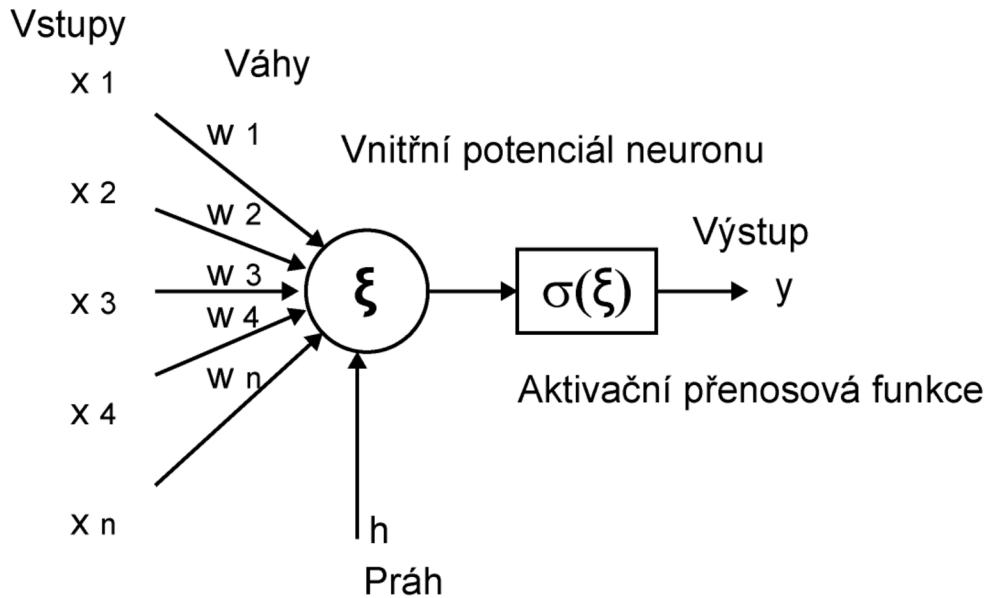 Vstupy
x 1
Váhy
w 1
Vnitřní potenciál neuronu
x 2
w 2
Výstup
w 3
ξ
σ(ξ)
y
x 3
w 4
w n
Aktivační přenosová funkce
x 4
x n
h
Práh